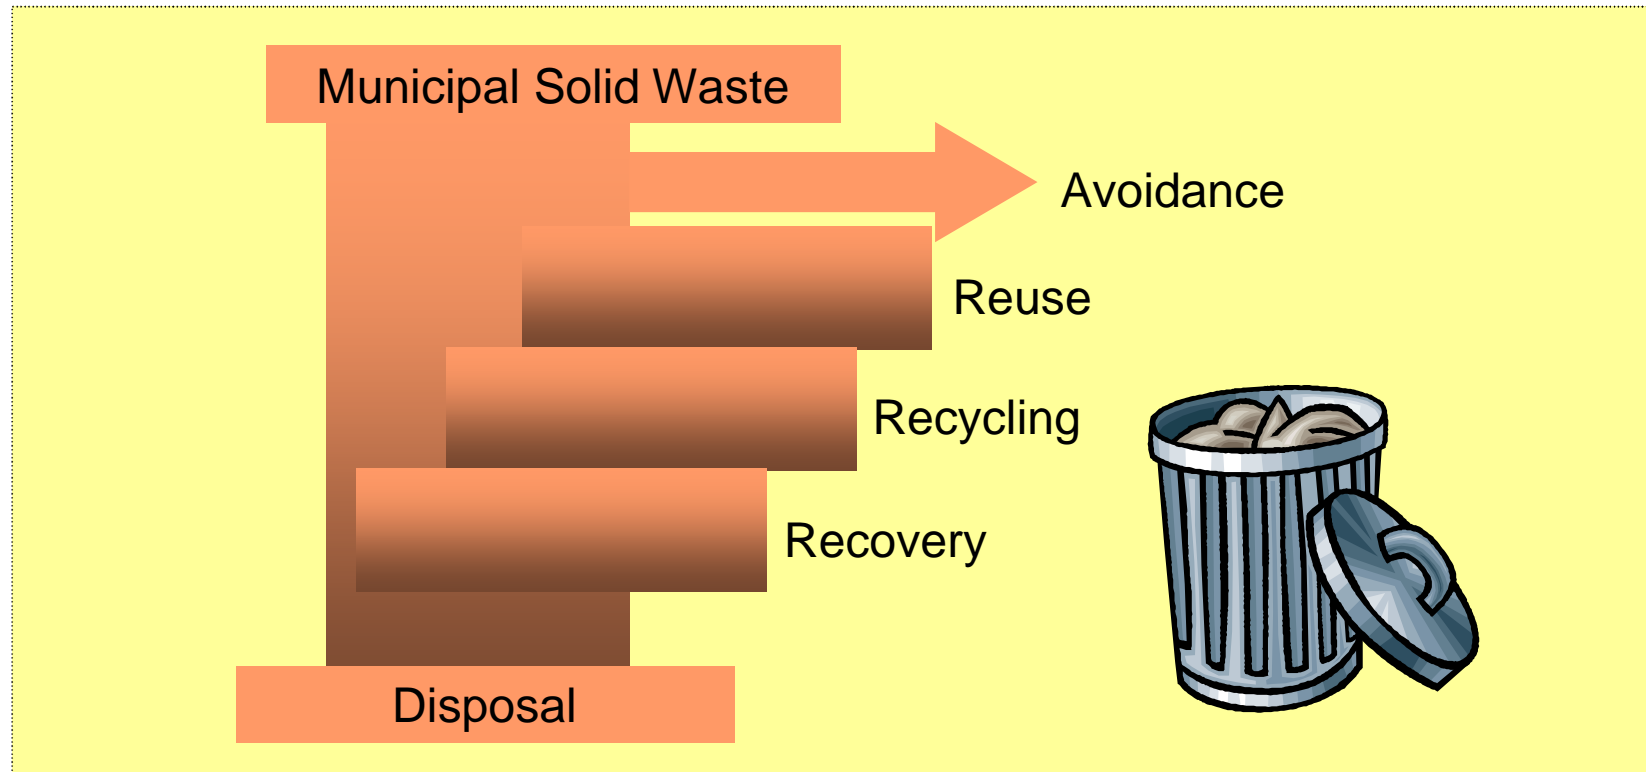 Municipal Solid Waste
Avoidance
Reuse
Recycling
Recovery
Disposal